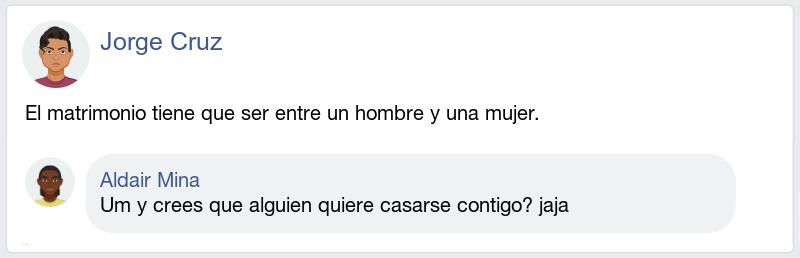 Jorge Cruz
El matrimonio tiene que ser entre un hombre y una mujer.
Aldair Mina
Um y crees que alguien quiere casarse contigo? jaja